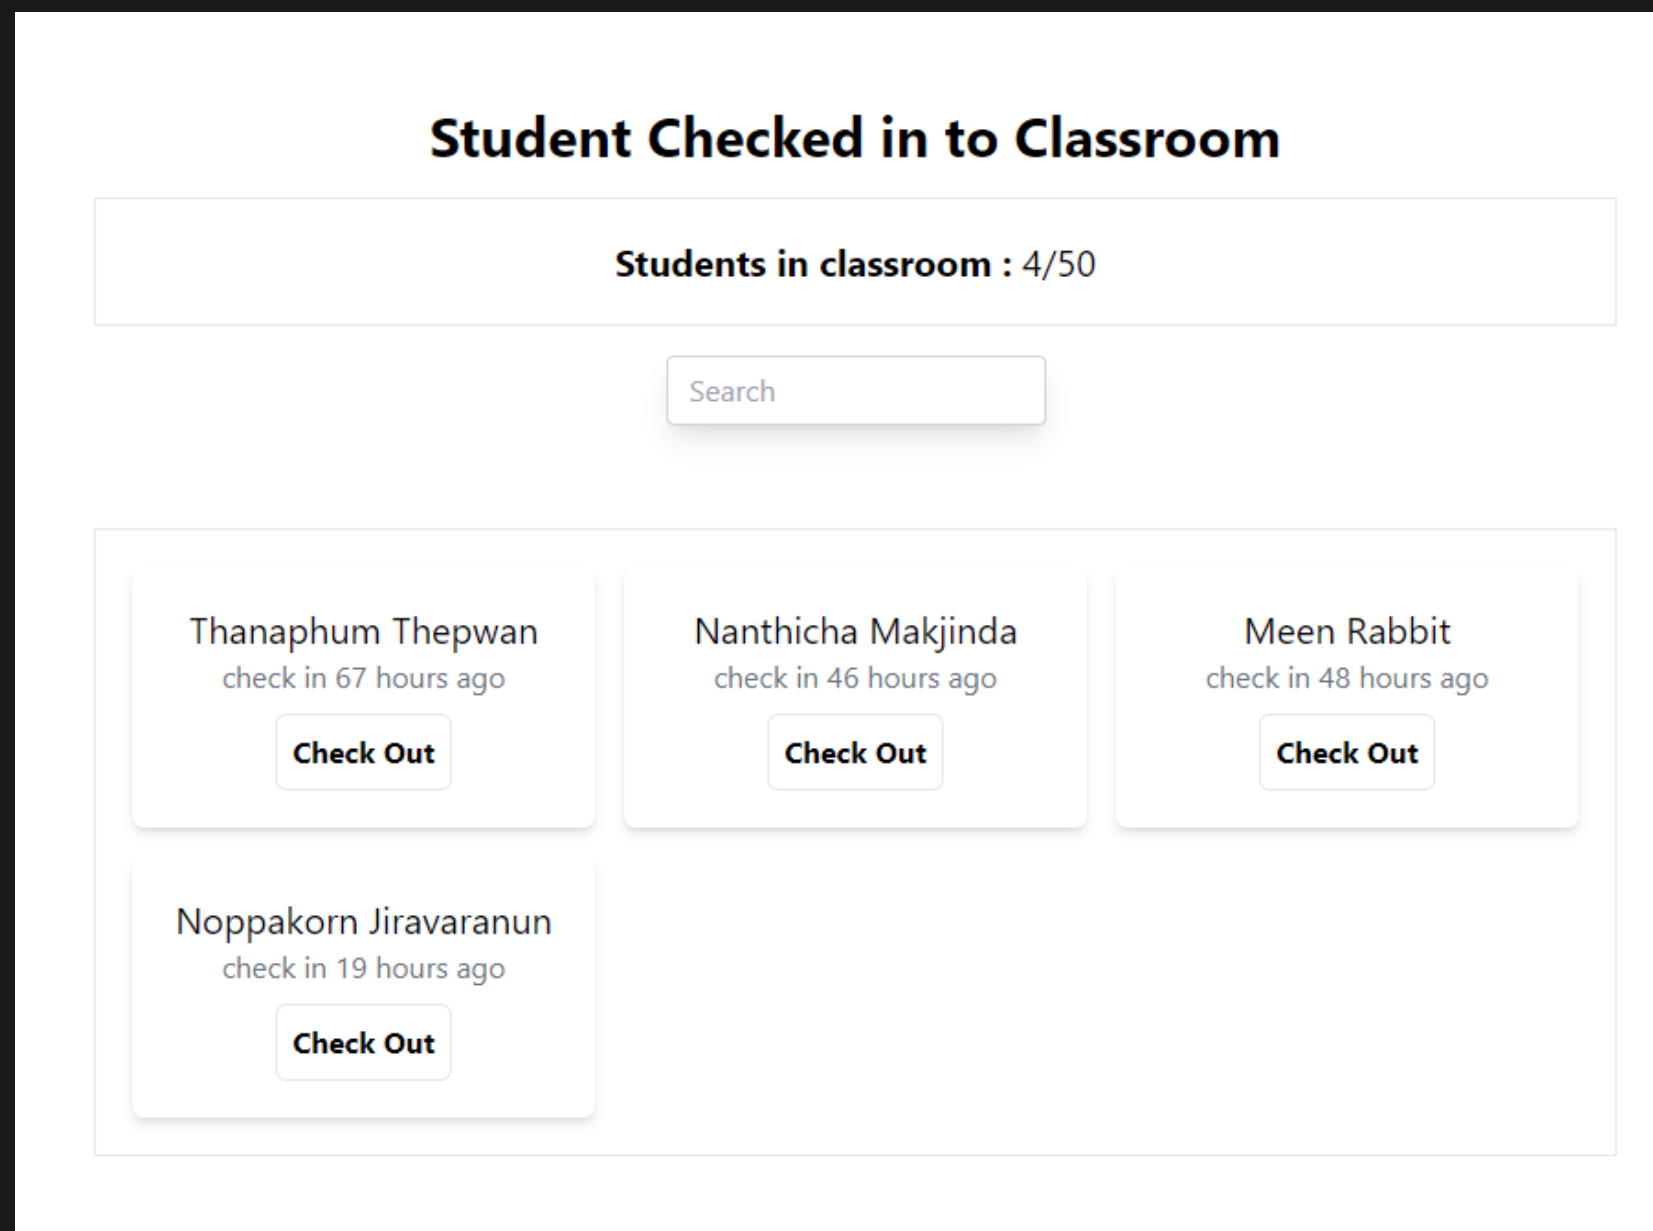 Student Checked in to Classroom
Students in classroom : 4/50
Search
Thanaphum Thepwan
check in 67 hours ago
Check Out
Nanthicha Makjinda
check in 46 hours ago
Check Out
Meen Rabbit
check in 48 hours ago
Check Out
Noppakorn Jiravaranun
check in 19 hours ago
Check Out